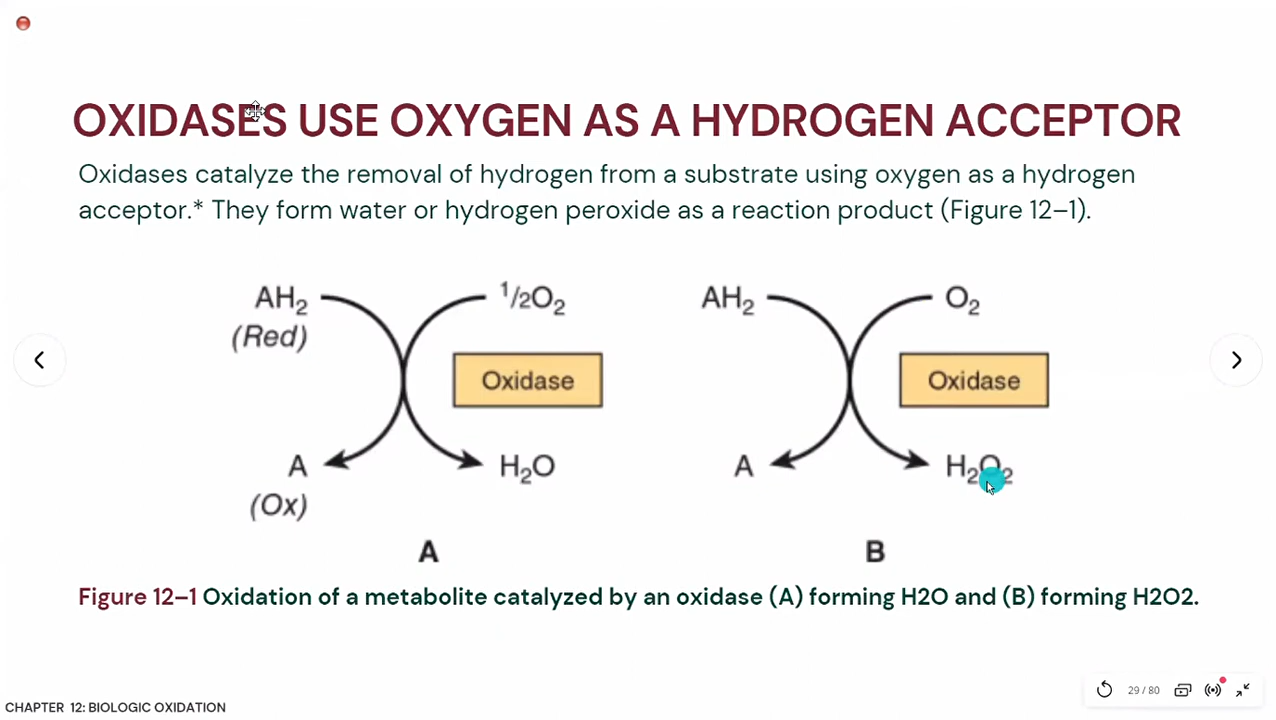 OXIDASES USE OXYGEN AS A HYDROGEN ACCEPTOR
Oxidases catalyze the removal of hydrogen from a substrate using oxygen as a hydrogen
acceptor.* They form water or hydrogen peroxide as a reaction product (Figure 12–1).
AH₂
(Red)
¹/₂O₂
Oxidase
A
(Ox)
H₂O
A
AH₂
O₂
Oxidase
A
H₂O₂
B
Figure 12–1 Oxidation of a metabolite catalyzed by an oxidase (A) forming H2O and (B) forming H2O2.
29 / 80
CHAPTER 12: BIOLOGIC OXIDATION